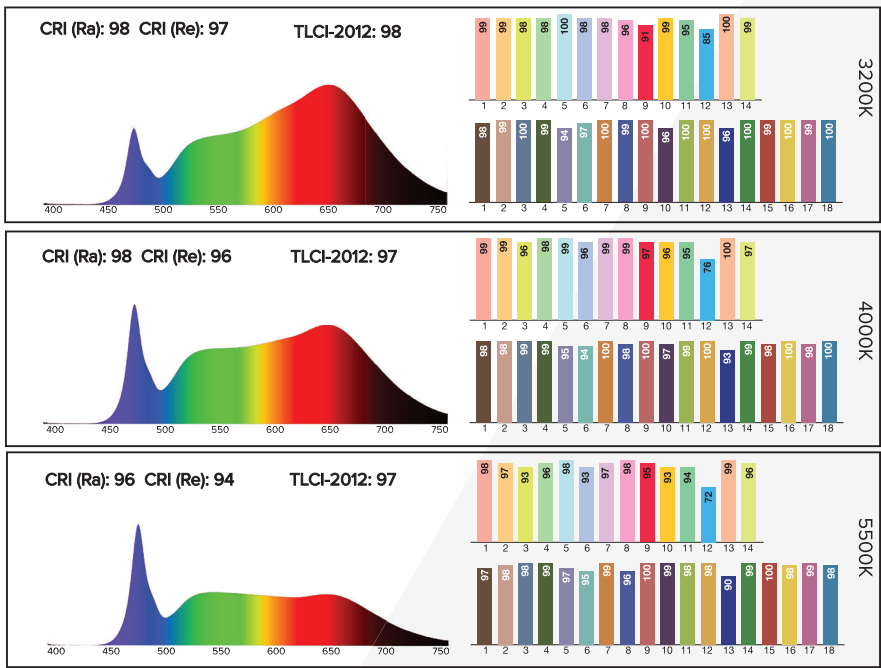 CRI (Ra): 98 CRI (Re): 97 TLCI-2012: 98
99 99 98 98 100 98 98 96 91 99 95 85 100 99
1 2 3 4 5 6 7 8 9 10 11 12 13 14
98 99 100 99 94 97 100 99 100 96 100 100 96 100 99 100 99 100
1 2 3 4 5 6 7 8 9 10 11 12 13 14 15 16 17 18
400 450 500 550 600 650 700 750
3200K
CRI (Ra): 98 CRI (Re): 96 TLCI-2012: 97
99 99 96 98 99 96 99 99 97 96 95 76 100 97
1 2 3 4 5 6 7 8 9 10 11 12 13 14
98 98 99 99 95 94 100 98 100 97 99 100 93 99 98 100 98 100
1 2 3 4 5 6 7 8 9 10 11 12 13 14 15 16 17 18
400 450 500 550 600 650 700 750
4000K
CRI (Ra): 96 CRI (Re): 94 TLCI-2012: 97
98 97 93 96 98 93 97 98 95 93 94 72 99 96
1 2 3 4 5 6 7 8 9 10 11 12 13 14
97 98 98 99 97 95 99 96 100 99 98 98 90 99 100 98 99 98
1 2 3 4 5 6 7 8 9 10 11 12 13 14 15 16 17 18
400 450 500 550 600 650 700 750
5500K